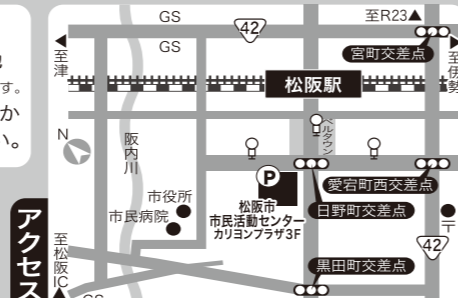 GS
42
至R23▲
地
GS
宮町交差点
◀至津
▶至伊勢
す。
松阪駅
か
い。
N
阪内川
ベルタウン
P
愛宕町西交差点
市役所
市民病院
松阪市
市民活動センター
カリヨンプラザ3F
日野町交差点
〒
アクセス
至松阪IC
42
黒田町交差点
GS